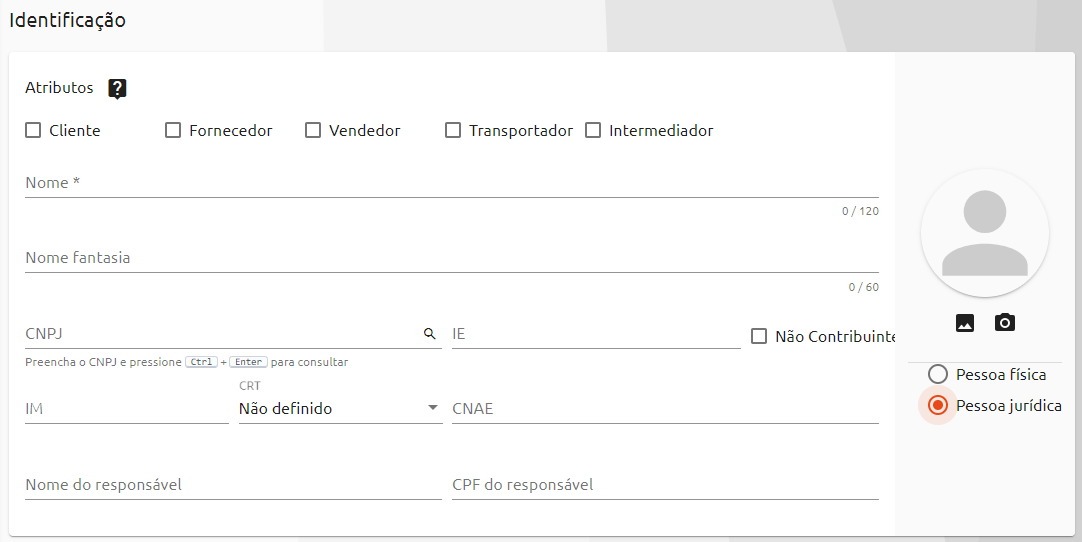 Identificação
Atributos ?
Cliente Fornecedor Vendedor Transportador Intermediador
Nome *
0 / 120
Nome fantasia
0 / 60
CNPJ IE Não Contribuinte
Preencha o CNPJ e pressione Ctrl + Enter para consultar
Pessoa física
CRT
Pessoa jurídica
IM Não definido CNAE
Nome do responsável CPF do responsável